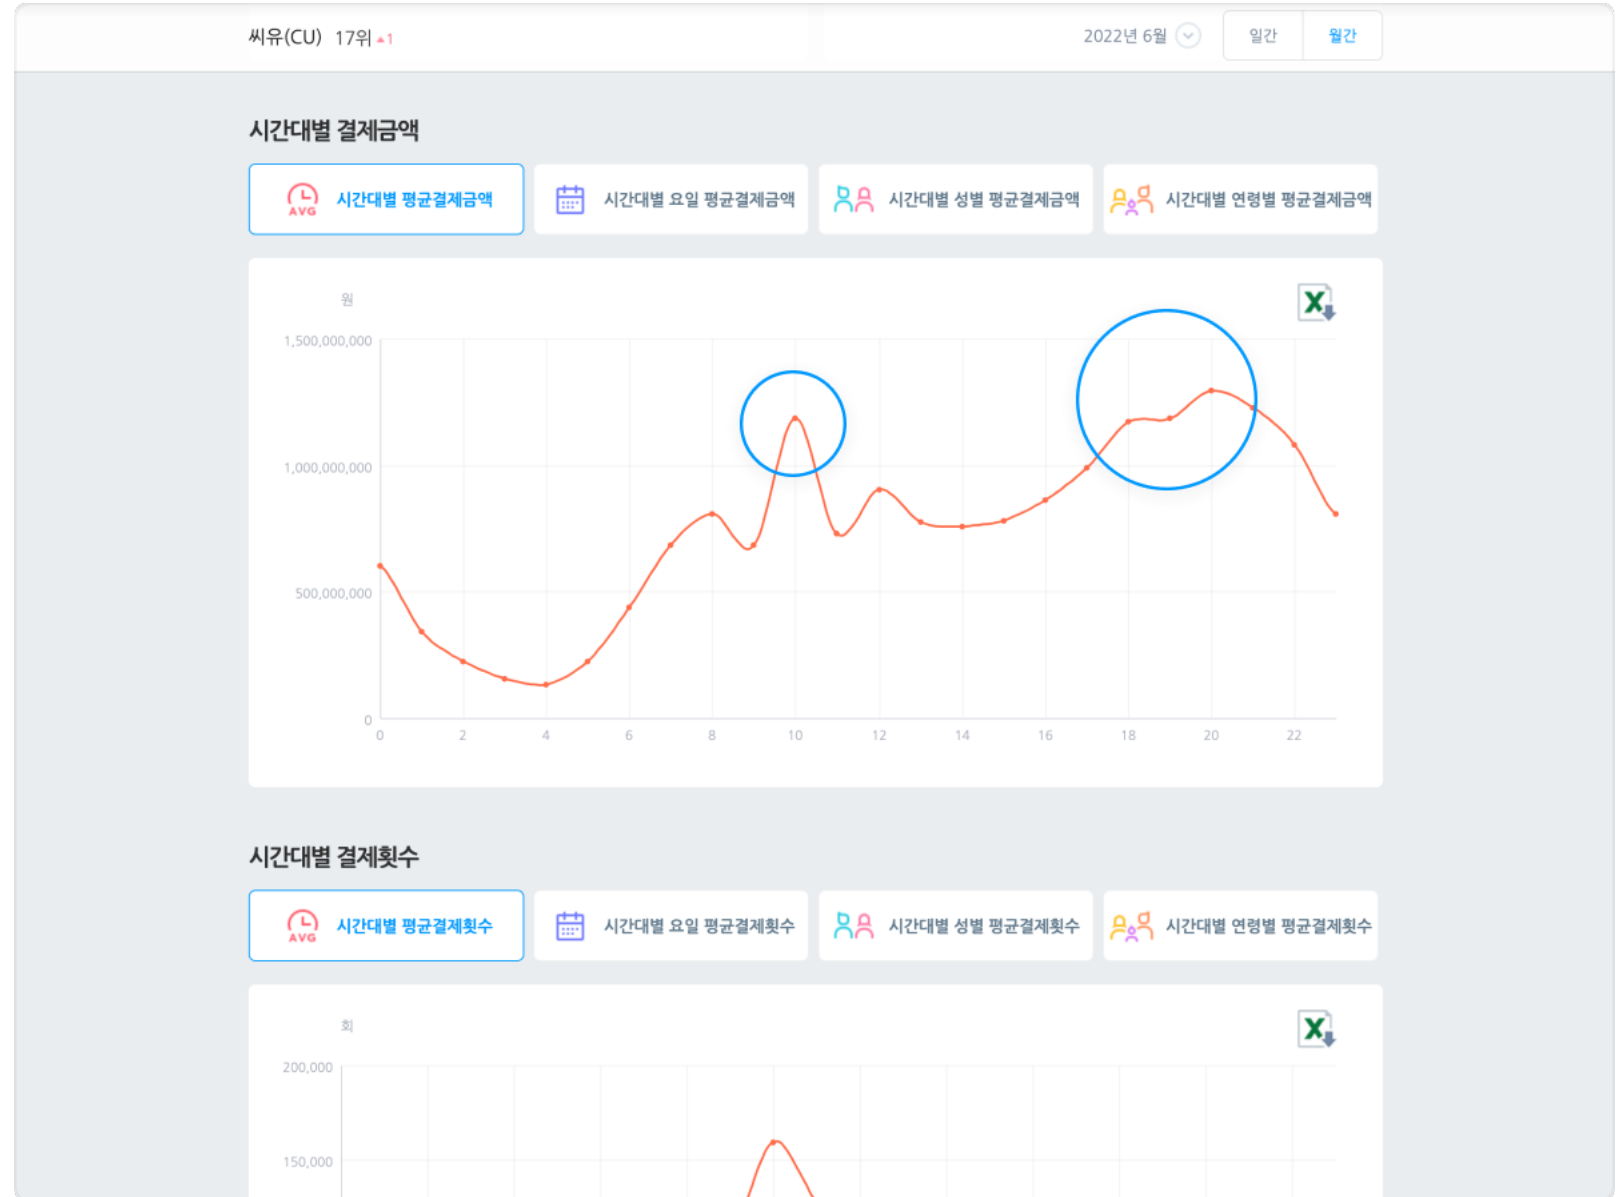 씨유(CU) 17위 ▲1
2022년 6월 일간 월간
시간대별 결제금액
AVG 시간대별 평균결제금액
시간대별 요일 평균결제금액
시간대별 성별 평균결제금액
시간대별 연령별 평균결제금액
원
1,500,000,000
1,000,000,000
500,000,000
0
0 2 4 6 8 10 12 14 16 18 20 22
시간대별 결제횟수
AVG 시간대별 평균결제횟수
시간대별 요일 평균결제횟수
시간대별 성별 평균결제횟수
시간대별 연령별 평균결제횟수
회
200,000
150,000